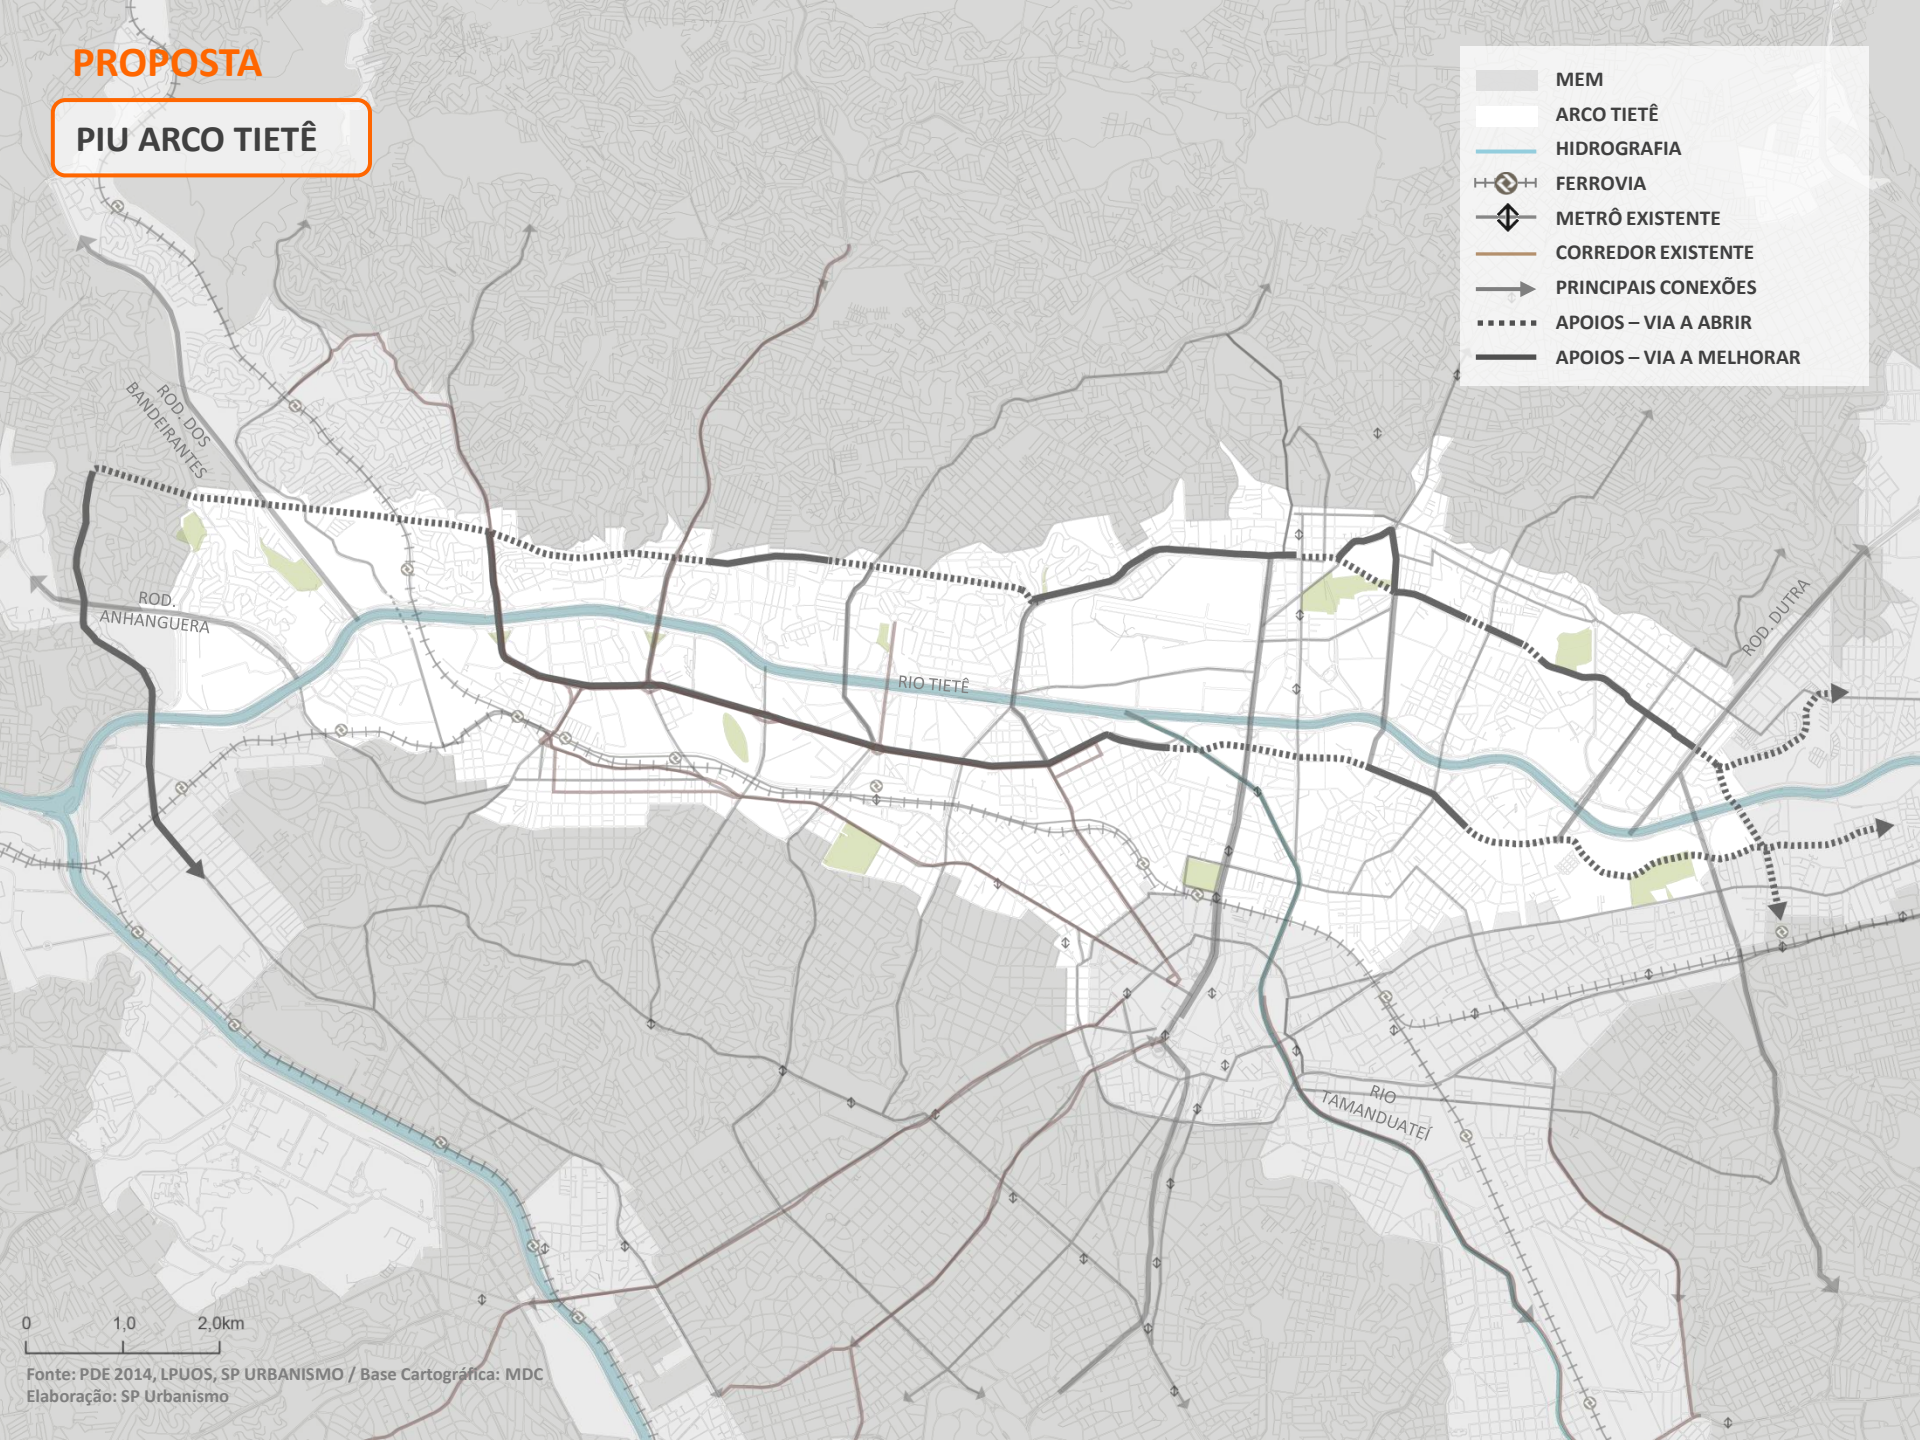 PROPOSTA
PIU ARCO TIETÊ
MEM
ARCO TIETÊ
HIDROGRAFIA
FERROVIA
METRÔ EXISTENTE
CORREDOR EXISTENTE
PRINCIPAIS CONEXÕES
APOIOS – VIA A ABRIR
APOIOS – VIA A MELHORAR
ROD. DOS
BANDEIRANTES
ROD.
ANHANGUERA
ROD. DUTRA
RIO TIETÊ
RIO
TAMANDUATEÍ
0 1,0 2,0km
Fonte: PDE 2014, LPUOS, SP URBANISMO / Base Cartográfica: MDC
Elaboração: SP Urbanismo